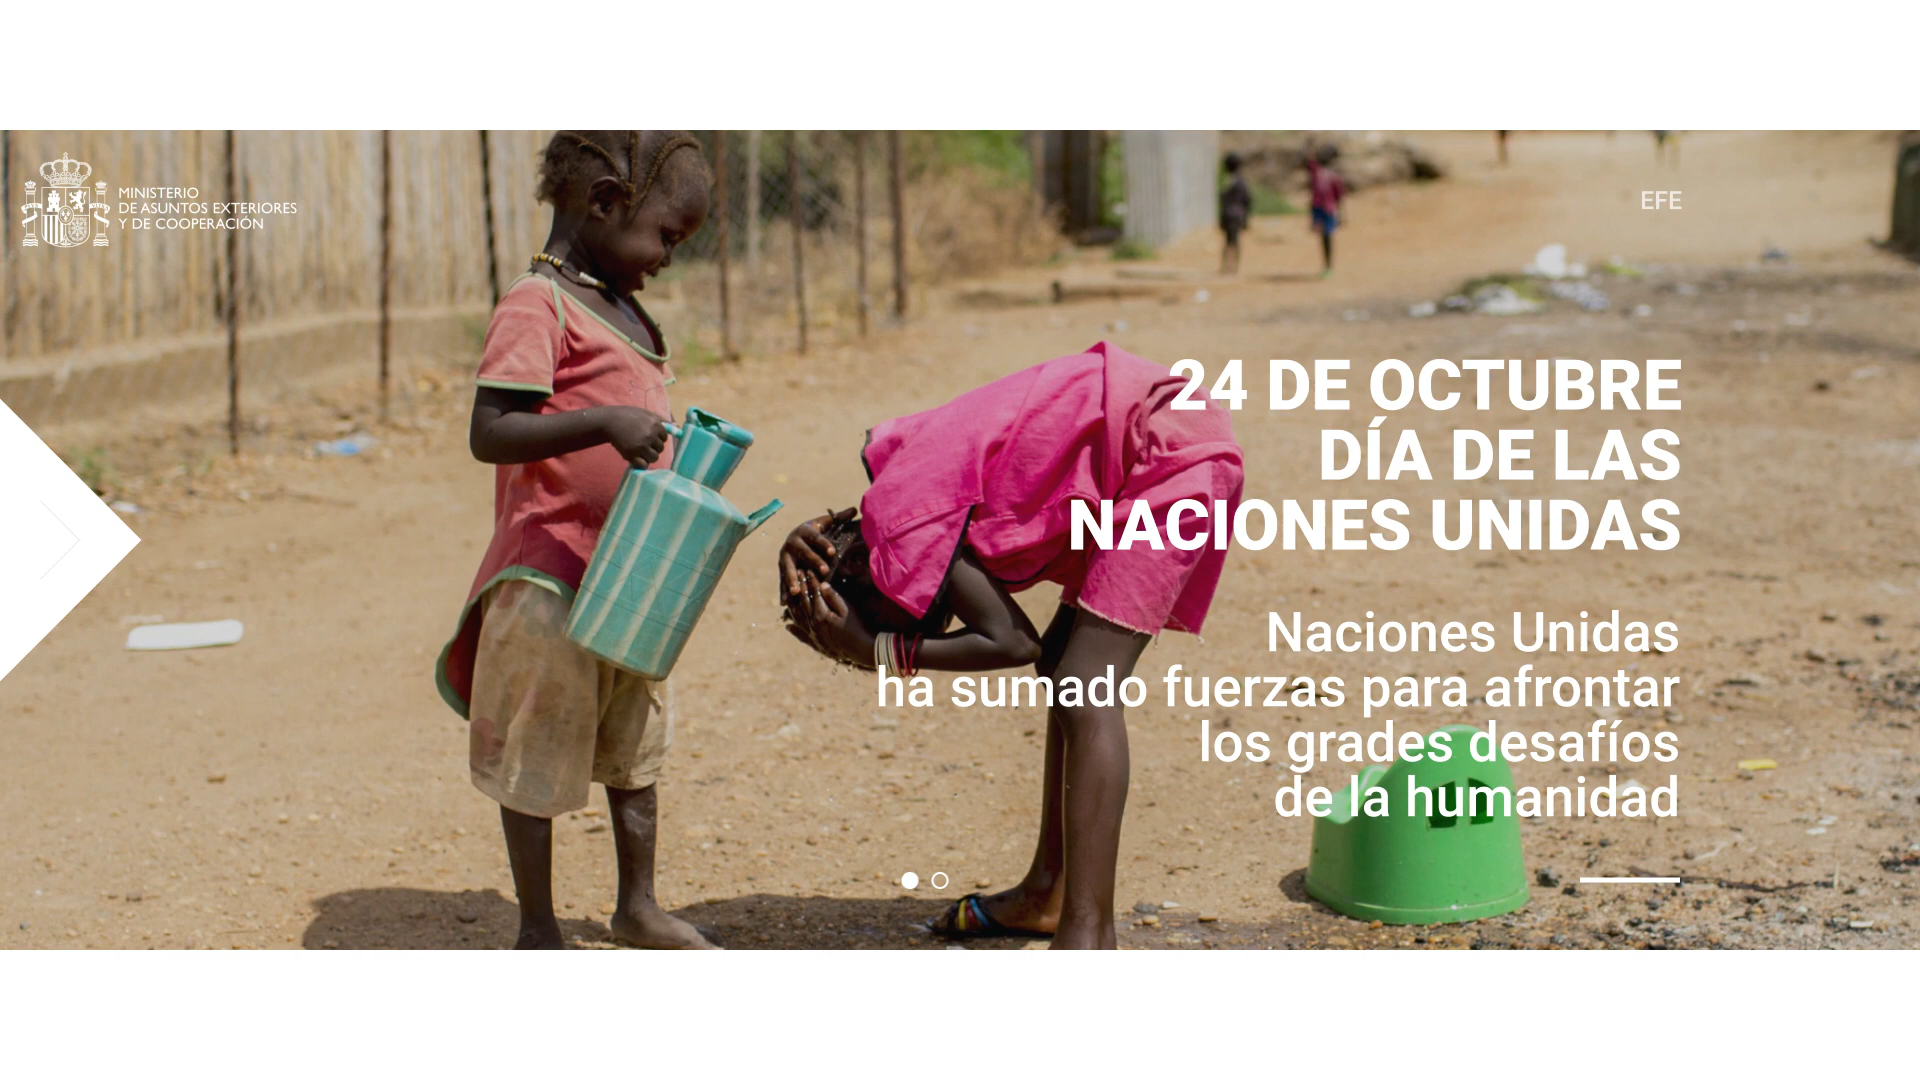 MINISTERIO
DE ASUNTOS EXTERIORES
Y DE COOPERACIÓN
EFE
24 DE OCTUBRE
DÍA DE LAS
NACIONES UNIDAS
Naciones Unidas
ha sumado fuerzas para afrontar
los grades desafíos
de la humanidad